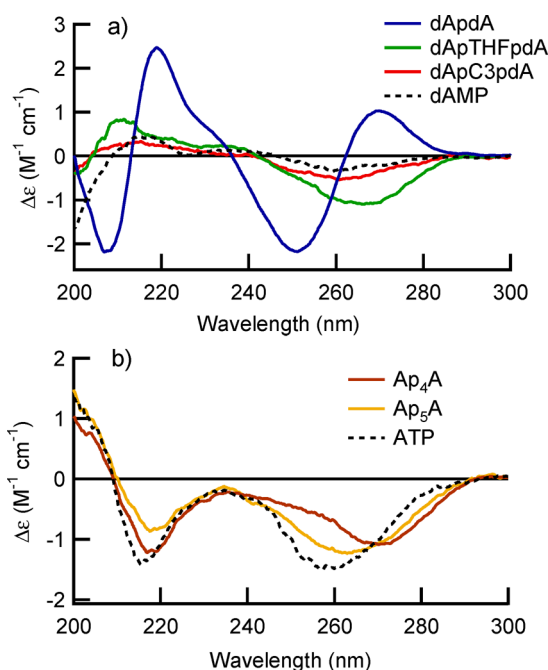 a)
dApdA
dApTHFpdA
dApC3pdA
dAMP
3
2
1
0
-1
-2
Δε (M⁻¹ cm⁻¹)
200 220 240 260 280 300
Wavelength (nm)
b)
Ap₄A
Ap₅A
ATP
2
1
0
-1
-2
Δε (M⁻¹ cm⁻¹)
200 220 240 260 280 300
Wavelength (nm)